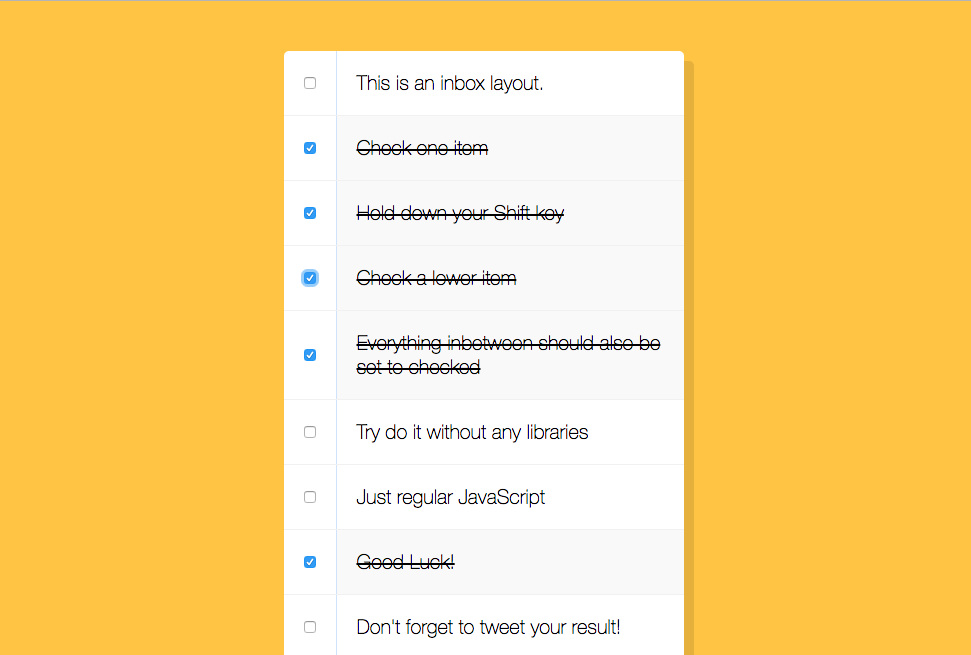 This is an inbox layout.
Check one item
Hold down your Shift key
Check a lower item
Everything inbetween should also be
set to checked
Try do it without any libraries
Just regular JavaScript
Good Luck!
Don't forget to tweet your result!